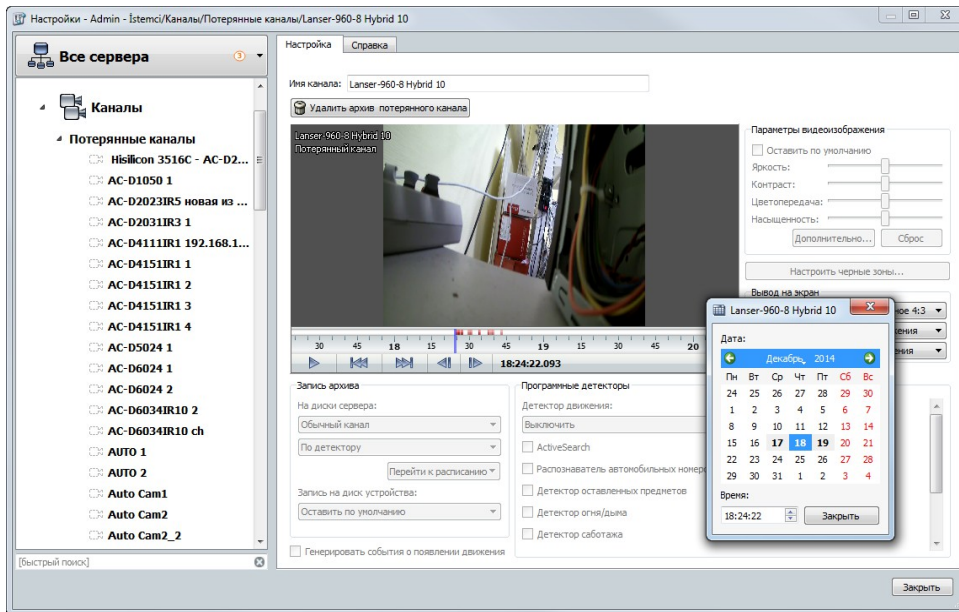 Настройки - Admin - İstemci/Каналы/Потерянные каналы/Lanser-960-8 Hybrid 10
Все сервера
3
Каналы
Потерянные каналы
Hisilicon 3516C - AC-D2...
AC-D1050 1
AC-D2023IR5 новая из ...
AC-D2031IR3 1
AC-D4111IR1 192.168.1...
AC-D4151IR1 1
AC-D4151IR1 2
AC-D4151IR1 3
AC-D4151IR1 4
AC-D5024 1
AC-D6024 1
AC-D6024 2
AC-D6034IR10 2
AC-D6034IR10 ch
AUTO 1
AUTO 2
Auto Cam1
Auto Cam2
Auto Cam2_2
[быстрый поиск]
Настройка
Справка
Имя канала: Lanser-960-8 Hybrid 10
Удалить архив потерянного канала
Lanser-960-8 Hybrid 10
Потерянный канал
30 45 18 15 30 45 19 15 30 45 20
18:24:22.093
Параметры видеоизображения
Оставить по умолчанию
Яркость:
Контраст:
Цветопередача:
Насыщенность:
Дополнительно... Сброс
Настроить черные зоны...
Вывод на экран
ное 4:3
кения
ения
Запись архива
На диски сервера:
Обычный канал
По детектору
Перейти к расписанию
Запись на диск устройства:
Оставить по умолчанию
Генерировать события о появлении движения
Программные детекторы
Детектор движения:
Выключить
ActiveSearch
Распознаватель автомобильных номеро
Детектор оставленных предметов
Детектор огня/дыма
Детектор саботажа
Lanser-960-8 Hybrid 10
Дата:
Декабрь, 2014
Пн Вт Ср Чт Пт Сб Вс
24 25 26 27 28 29 30
1 2 3 4 5 6 7
8 9 10 11 12 13 14
15 16 17 18 19 20 21
22 23 24 25 26 27 28
29 30 31 1 2 3 4
Время:
18:24:22
Закрыть
Закрыть